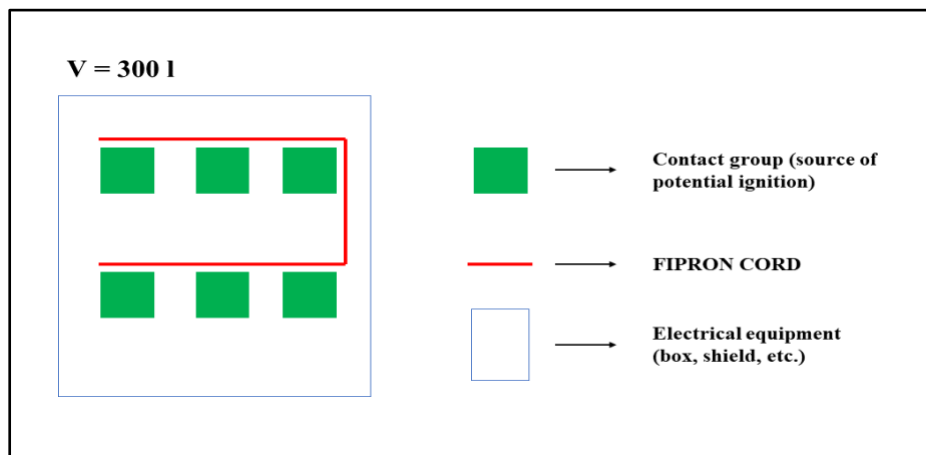 V = 300 l
Contact group (source of
potential ignition)
FIPRON CORD
Electrical equipment
(box, shield, etc.)